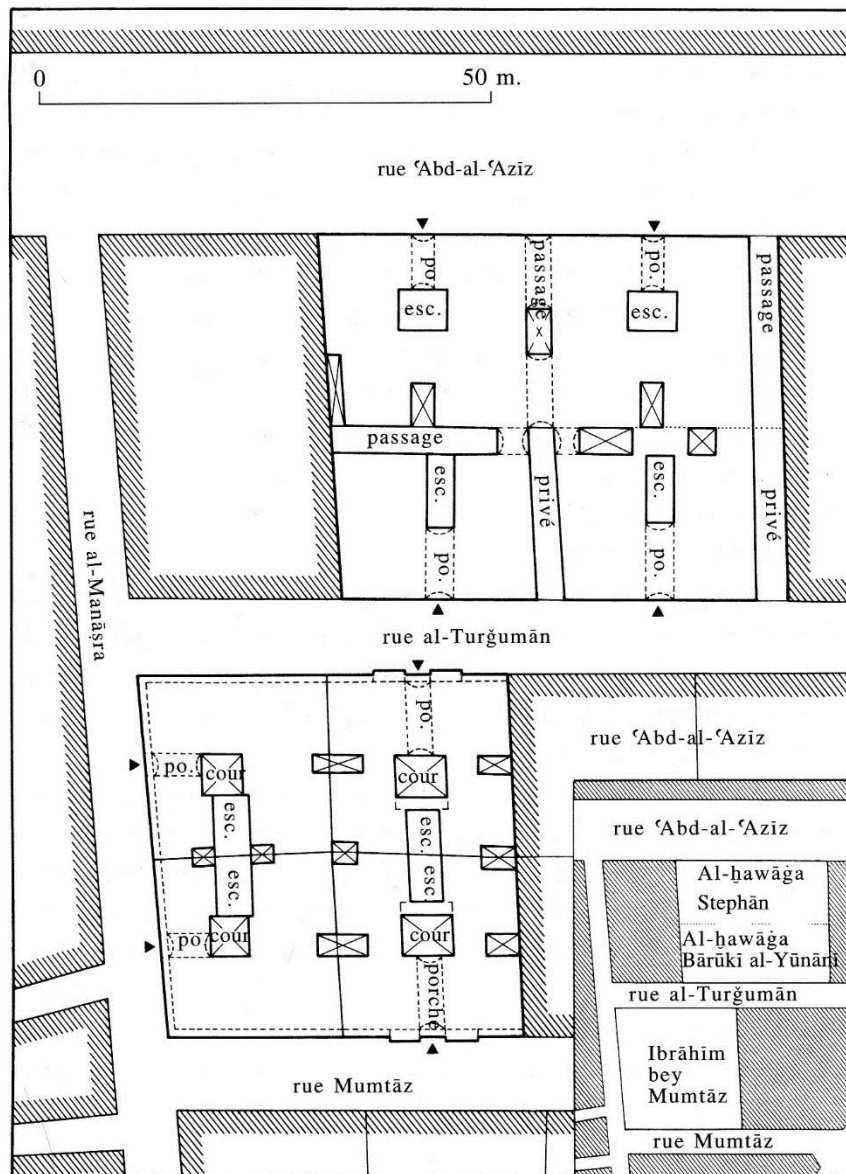 0
50 m.
rue ʿAbd-al-ʿAzīz
po.
passage
po.
passage
esc.
esc.
passage
esc.
privé
esc.
privé
po.
po.
rue al-Manāṣra
rue al-Turǧumān
po.
po.
cour
cour
esc.
esc.
esc.
esc.
po.
cour
cour
porche
rue Mumtāz
rue ʿAbd-al-ʿAzīz
rue ʿAbd-al-ʿAzīz
Al-ḫawāǧa
Stephān
Al-ḫawāǧa
Bārūkī al-Yūnānī
rue al-Turǧumān
Ibrāhīm
bey
Mumtāz
rue Mumtāz